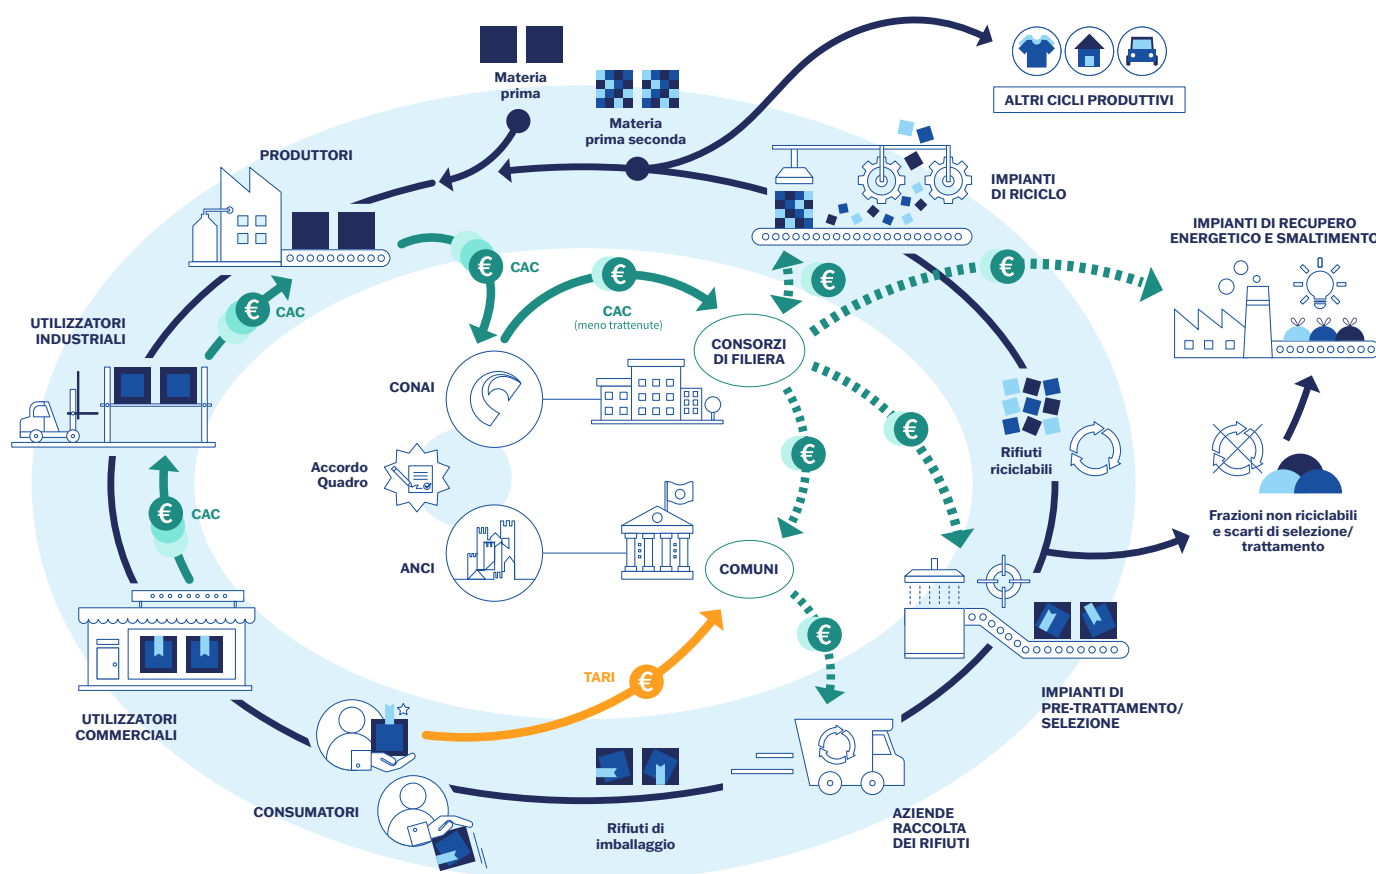 Materia
prima
Materia
prima seconda
ALTRI CICLI PRODUTTIVI
PRODUTTORI
IMPIANTI
DI RICICLO
IMPIANTI DI RECUPERO
ENERGETICO E SMALTIMENTO
€
CAC
€
CAC
(meno trattenute)
€
€
€
CAC
UTILIZZATORI
INDUSTRIALI
CONSORZI
DI FILIERA
CONAI
€
€
Rifiuti
riciclabili
Accordo
Quadro
€
CAC
Frazioni non riciclabili
e scarti di selezione/
trattamento
ANCI
COMUNI
€
TARI
€
UTILIZZATORI
COMMERCIALI
IMPIANTI DI
PRE-TRATTAMENTO/
SELEZIONE
CONSUMATORI
Rifiuti di
imballaggio
AZIENDE
RACCOLTA
DEI RIFIUTI